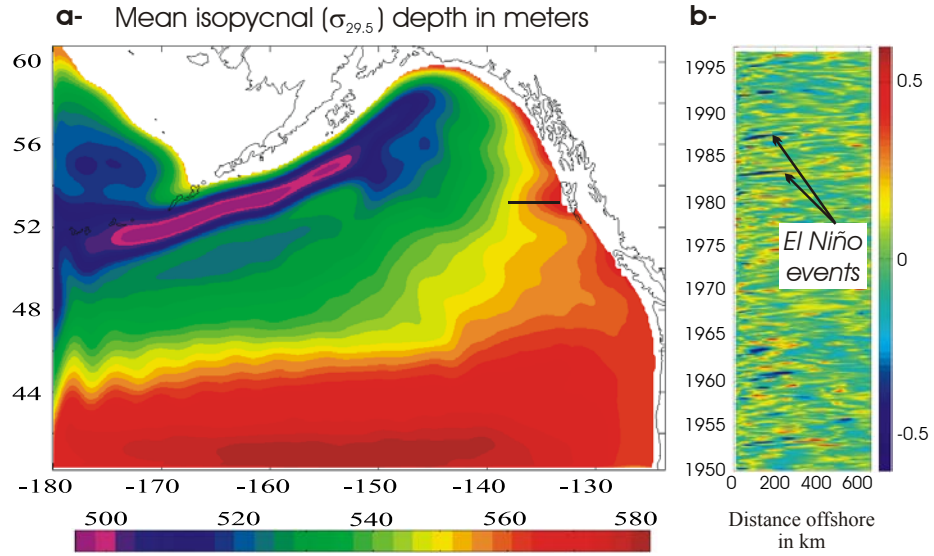 a- Mean isopycnal (σ29.5) depth in meters
60
56
52
48
44
-180 -170 -160 -150 -140 -130
500 520 540 560 580
b-
1995
1990
1985
1980
1975
1970
1965
1960
1955
1950
El Niño
events
0 200 400 600
Distance offshore
in km
0.5
0
-0.5